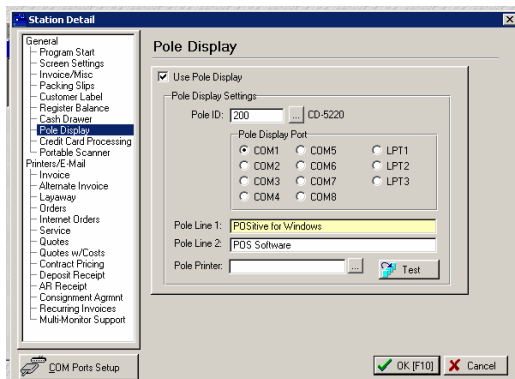 Station Detail
General
Program Start
Screen Settings
Invoice/Misc
Packing Slips
Customer Label
Register Balance
Cash Drawer
Pole Display
Credit Card Processing
Portable Scanner
Printers/E-Mail
Invoice
Alternate Invoice
Layaway
Orders
Internet Orders
Service
Quotes
Quotes w/Costs
Contract Pricing
Deposit Receipt
AR Receipt
Consignment Agrmnt
Recurring Invoices
Multi-Monitor Support
COM Ports Setup
Pole Display
Use Pole Display
Pole Display Settings
Pole ID: 200 ... CD-5220
Pole Display Port
COM1 COM5 LPT1
COM2 COM6 LPT2
COM3 COM7 LPT3
COM4 COM8
Pole Line 1: POSitive for Windows
Pole Line 2: POS Software
Pole Printer: ... Test
OK [F10] Cancel